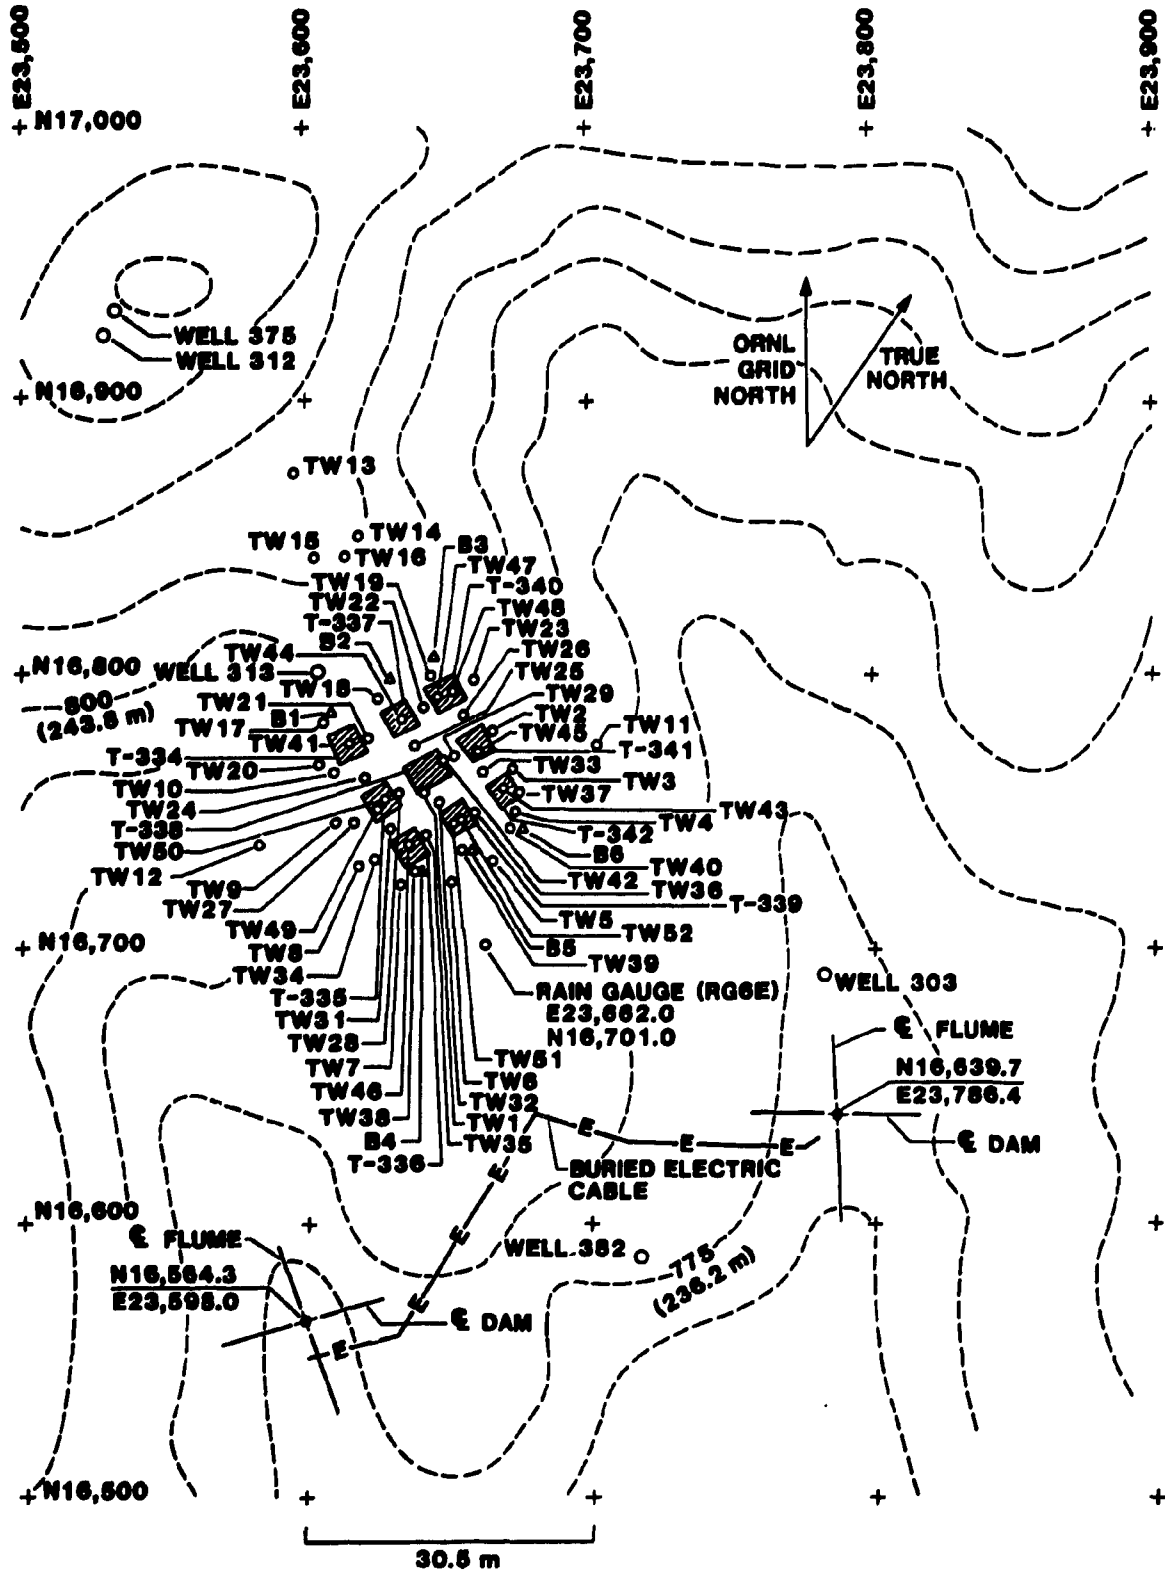 E23,500
E23,600
E23,700
E23,800
E23,900
N17,000
WELL 375
WELL 312
ORNL
GRID
NORTH
TRUE
NORTH
N16,900
TW13
TW14
TW15
TW16
B3
TW47
TW19
T-340
TW22
TW48
T-337
TW23
B2
TW44
TW26
N16,800
WELL 313
TW25
TW18
TW29
800
(243.8 m)
TW21
TW2
B1
TW17
TW11
TW45
TW41
T-341
T-334
TW33
TW20
TW3
TW10
TW37
TW24
TW43
TW4
T-338
T-342
TW50
B6
TW12
TW40
TW42
TW9
TW36
TW27
T-339
TW5
TW49
TW52
N16,700
TW8
B5
TW39
TW34
WELL 303
T-335
RAIN GAUGE (RG6E)
E23,662.0
N16,701.0
TW31
TW28
℄ FLUME
TW7
TW51
N16,639.7
E23,786.4
TW46
TW6
TW38
TW32
B4
TW1
T-336
TW35
℄ DAM
E
E
E
E
BURIED ELECTRIC
CABLE
N16,600
℄ FLUME
E
WELL 382
775
(236.2 m)
N16,564.3
E23,595.0
E
℄ DAM
E
N16,500
30.5 m